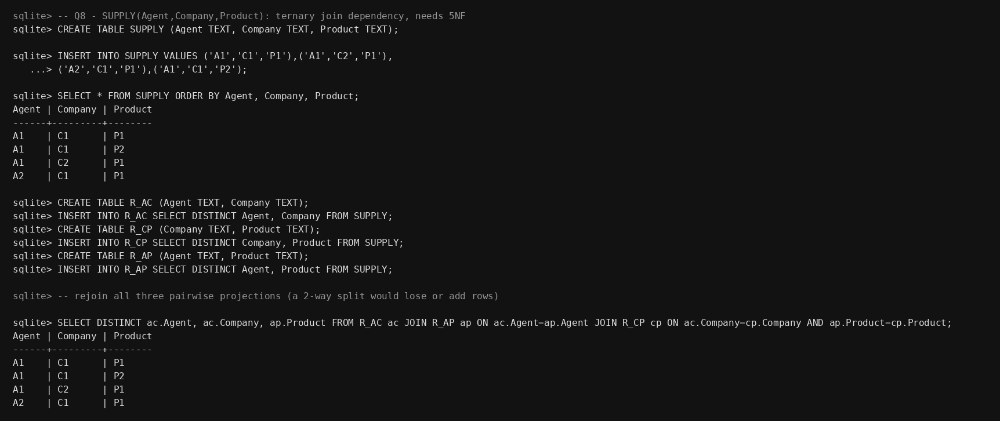 sqlite> -- Q8 - SUPPLY(Agent,Company,Product): ternary join dependency, needs 5NF
sqlite> CREATE TABLE SUPPLY (Agent TEXT, Company TEXT, Product TEXT);
sqlite> INSERT INTO SUPPLY VALUES ('A1','C1','P1'),('A1','C2','P1'),
   ...> ('A2','C1','P1'),('A1','C1','P2');
sqlite> SELECT * FROM SUPPLY ORDER BY Agent, Company, Product;
Agent | Company | Product
------+---------+--------
A1    | C1      | P1
A1    | C1      | P2
A1    | C2      | P1
A2    | C1      | P1
sqlite> CREATE TABLE R_AC (Agent TEXT, Company TEXT);
sqlite> INSERT INTO R_AC SELECT DISTINCT Agent, Company FROM SUPPLY;
sqlite> CREATE TABLE R_CP (Company TEXT, Product TEXT);
sqlite> INSERT INTO R_CP SELECT DISTINCT Company, Product FROM SUPPLY;
sqlite> CREATE TABLE R_AP (Agent TEXT, Product TEXT);
sqlite> INSERT INTO R_AP SELECT DISTINCT Agent, Product FROM SUPPLY;
sqlite> -- rejoin all three pairwise projections (a 2-way split would lose or add rows)
sqlite> SELECT DISTINCT ac.Agent, ac.Company, ap.Product FROM R_AC ac JOIN R_AP ap ON ac.Agent=ap.Agent JOIN R_CP cp ON ac.Company=cp.Company AND ap.Product=cp.Product;
Agent | Company | Product
------+---------+--------
A1    | C1      | P1
A1    | C1      | P2
A1    | C2      | P1
A2    | C1      | P1